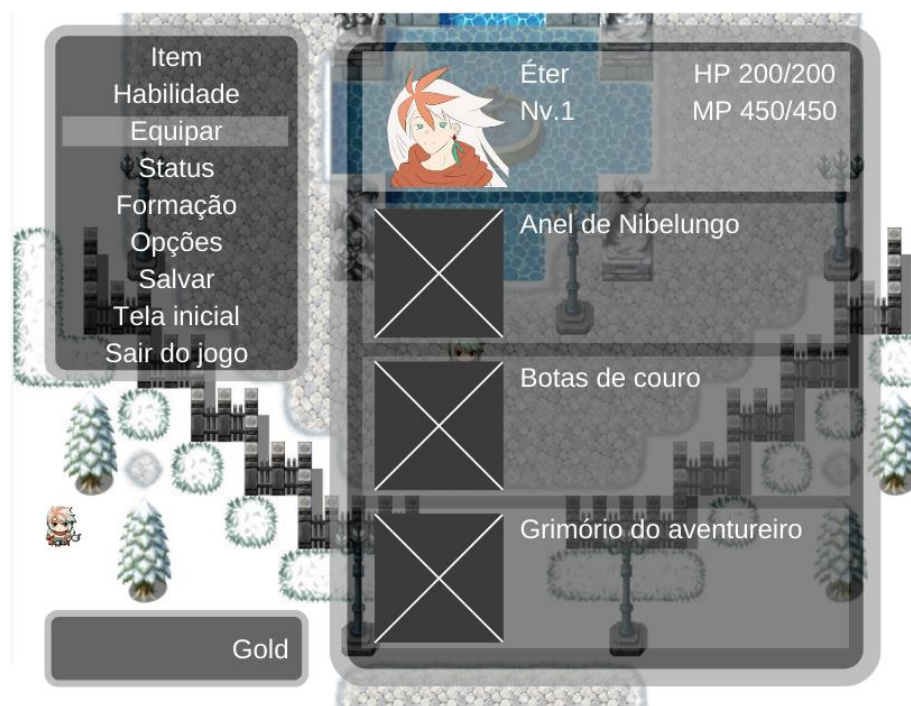 Item
Habilidade
Equipar
Status
Formação
Opções
Salvar
Tela inicial
Sair do jogo
Éter HP 200/200
Nv.1 MP 450/450
Anel de Nibelungo
Botas de couro
Grimório do aventureiro
Gold